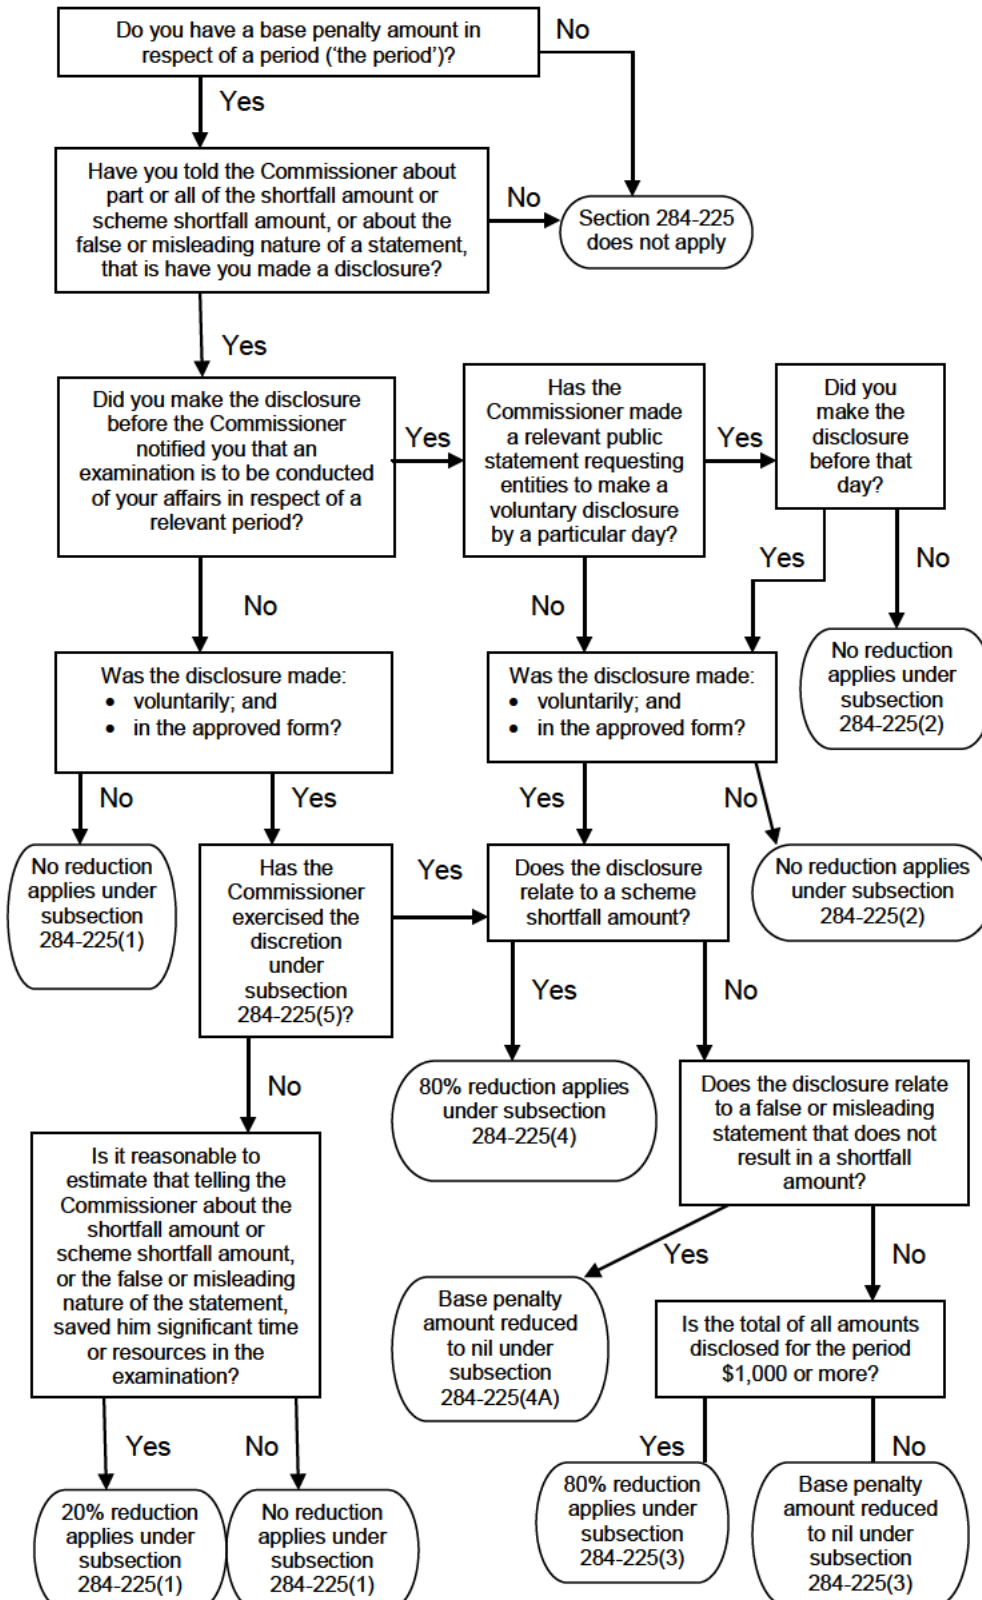 Do you have a base penalty amount in
respect of a period (‘the period’)?
No
Yes
Have you told the Commissioner about
part or all of the shortfall amount or
scheme shortfall amount, or about the
false or misleading nature of a statement,
that is have you made a disclosure?
No
Section 284-225
does not apply
Yes
Did you make the disclosure
before the Commissioner
notified you that an
examination is to be conducted
of your affairs in respect of a
relevant period?
Yes
Has the
Commissioner made
a relevant public
statement requesting
entities to make a
voluntary disclosure
by a particular day?
Yes
Did you
make the
disclosure
before that
day?
No
No
Yes
No
Was the disclosure made:
• voluntarily; and
• in the approved form?
Was the disclosure made:
• voluntarily; and
• in the approved form?
No reduction
applies under
subsection
284-225(2)
No
Yes
Yes
No
No reduction
applies under
subsection
284-225(1)
Has the
Commissioner
exercised the
discretion
under
subsection
284-225(5)?
Yes
Does the disclosure
relate to a scheme
shortfall amount?
No reduction applies
under subsection
284-225(2)
No
Yes
No
80% reduction applies
under subsection
284-225(4)
Does the disclosure relate
to a false or misleading
statement that does not
result in a shortfall
amount?
Is it reasonable to
estimate that telling the
Commissioner about the
shortfall amount or
scheme shortfall amount,
or the false or misleading
nature of the statement,
saved him significant time
or resources in the
examination?
Yes
No
Base penalty
amount reduced
to nil under
subsection
284-225(4A)
Is the total of all amounts
disclosed for the period
$1,000 or more?
Yes
No
Yes
No
20% reduction
applies under
subsection
284-225(1)
No reduction
applies under
subsection
284-225(1)
80% reduction
applies under
subsection
284-225(3)
Base penalty
amount reduced
to nil under
subsection
284-225(3)